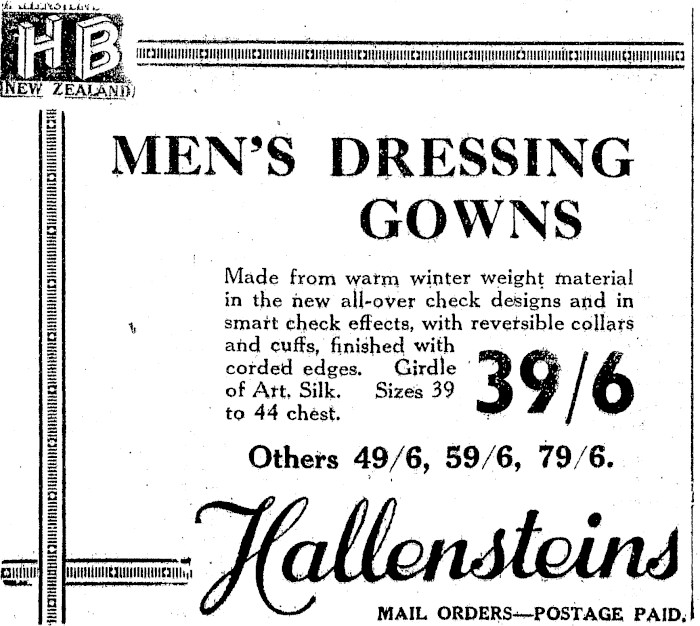 HB
NEW ZEALAND
MEN'S DRESSING
GOWNS
Made from warm winter weight material
in the new all-over check designs and in
smart check effects, with reversible collars
and cuffs, finished with
corded edges. Girdle
of Art. Silk. Sizes 39
to 44 chest.
39/6
Others 49/6, 59/6, 79/6.
Hallensteins
MAIL ORDERS—POSTAGE PAID.